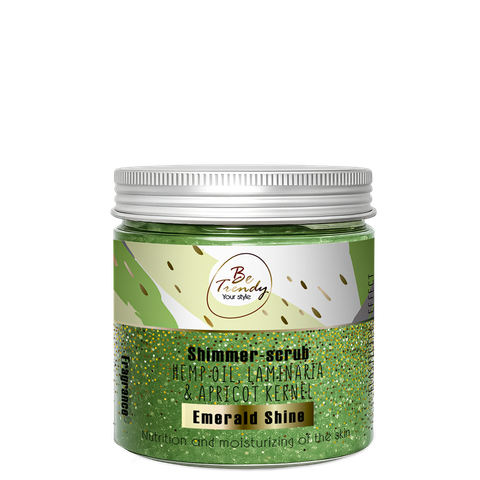 Be
Trendy
Your style
Shimmer-scrub
HEMP OIL, LAMINARIA
& APRICOT KERNEL
Emerald Shine
Nutrition and moisturizing of the skin
Fragrance
EFFECT